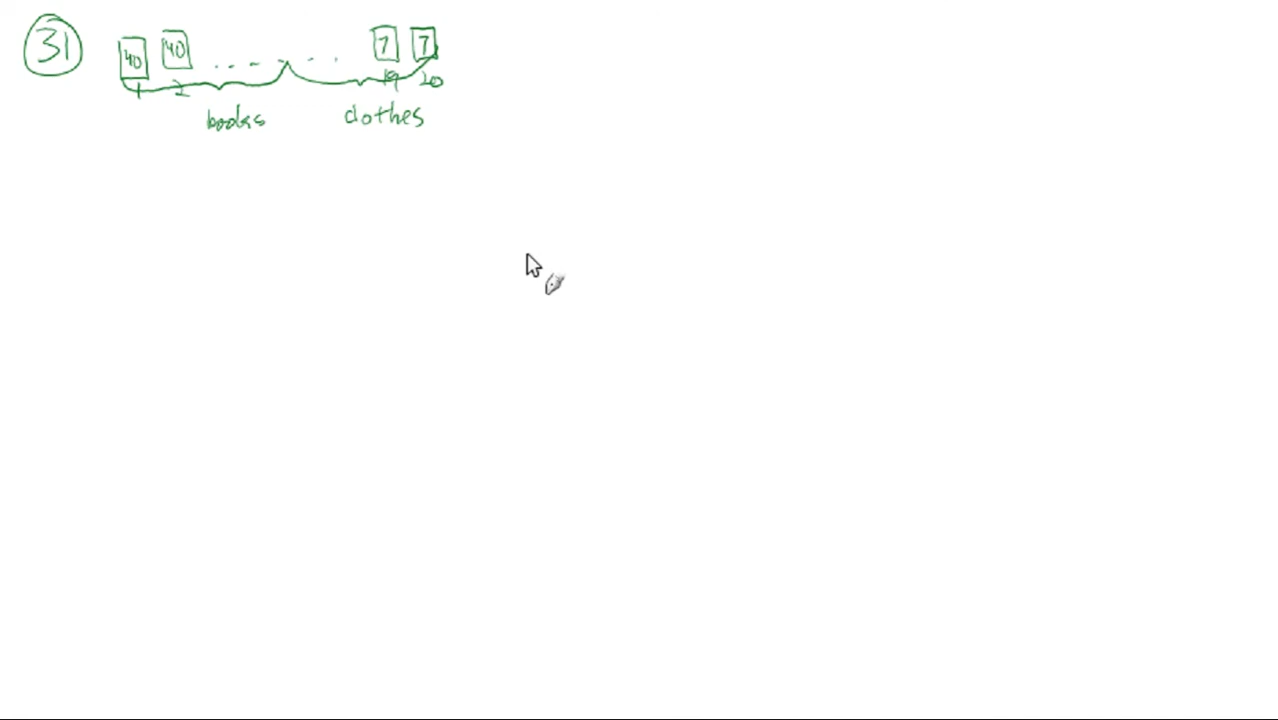 31
40 40 . . . - - . . 7 7
1 2 19 20
books clothes